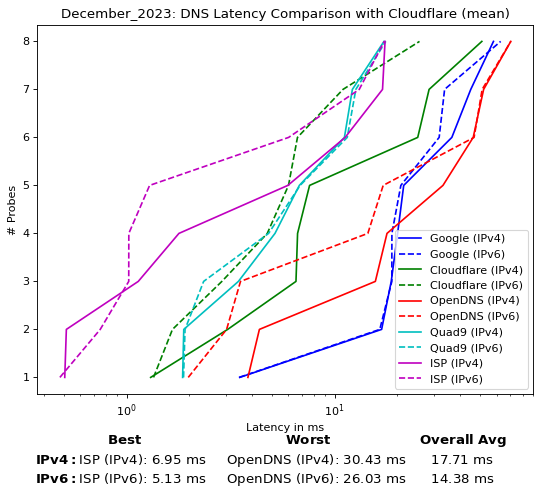 December_2023: DNS Latency Comparison with Cloudflare (mean)
8
7
6
5
4
3
2
1
# Probes
Google (IPv4)
Google (IPv6)
Cloudflare (IPv4)
Cloudflare (IPv6)
OpenDNS (IPv4)
OpenDNS (IPv6)
Quad9 (IPv4)
Quad9 (IPv6)
ISP (IPv4)
ISP (IPv6)
10⁰ 10¹
Latency in ms
Best Worst Overall Avg
IPv4: ISP (IPv4): 6.95 ms OpenDNS (IPv4): 30.43 ms 17.71 ms
IPv6: ISP (IPv6): 5.13 ms OpenDNS (IPv6): 26.03 ms 14.38 ms